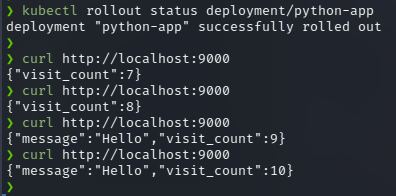 ❯ kubectl rollout status deployment/python-app
deployment "python-app" successfully rolled out
❯
❯ curl http://localhost:9000
{"visit_count":7}
❯ curl http://localhost:9000
{"visit_count":8}
❯ curl http://localhost:9000
{"message":"Hello","visit_count":9}
❯ curl http://localhost:9000
{"message":"Hello","visit_count":10}
❯